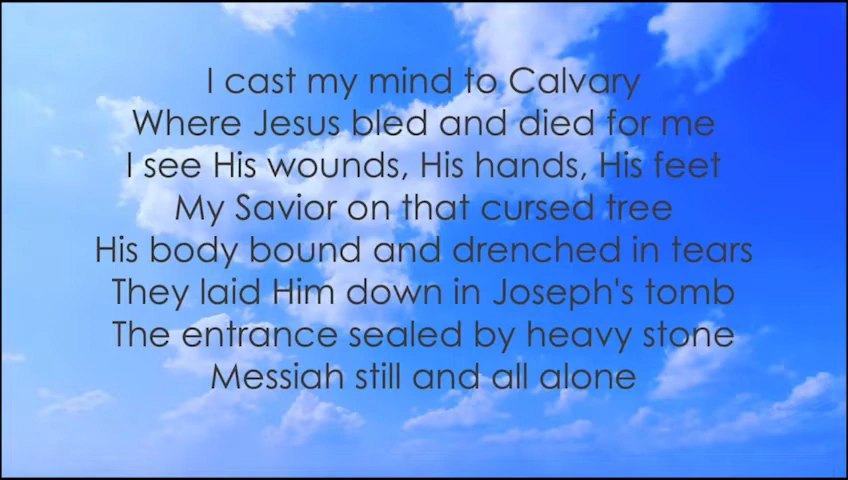 I cast my mind to Calvary
Where Jesus bled and died for me
I see His wounds, His hands, His feet
My Savior on that cursed tree
His body bound and drenched in tears
They laid Him down in Joseph's tomb
The entrance sealed by heavy stone
Messiah still and all alone